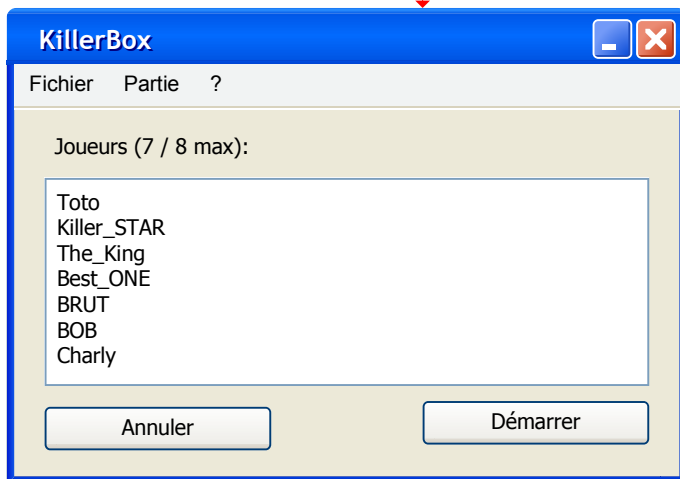 KillerBox
Fichier Partie ?
Joueurs (7 / 8 max):
Toto
Killer_STAR
The_King
Best_ONE
BRUT
BOB
Charly
Annuler Démarrer